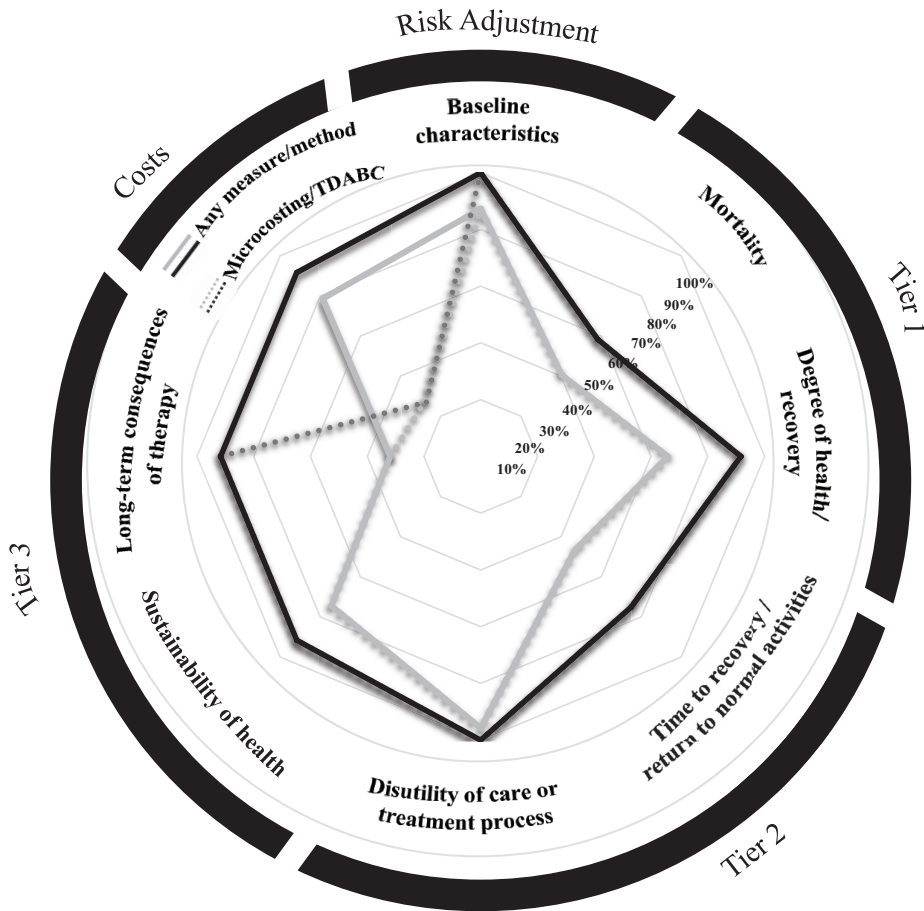 Risk Adjustment
Baseline
characteristics
Costs
Any measure/method
Microcosting/TDABC
Mortality
Tier 1
Degree of health/
recovery
100%
90%
80%
70%
60%
50%
40%
30%
20%
10%
Time to recovery /
return to normal activities
Tier 2
Disutility of care or
treatment process
Sustainability of health
Tier 3
Long-term consequences
of therapy